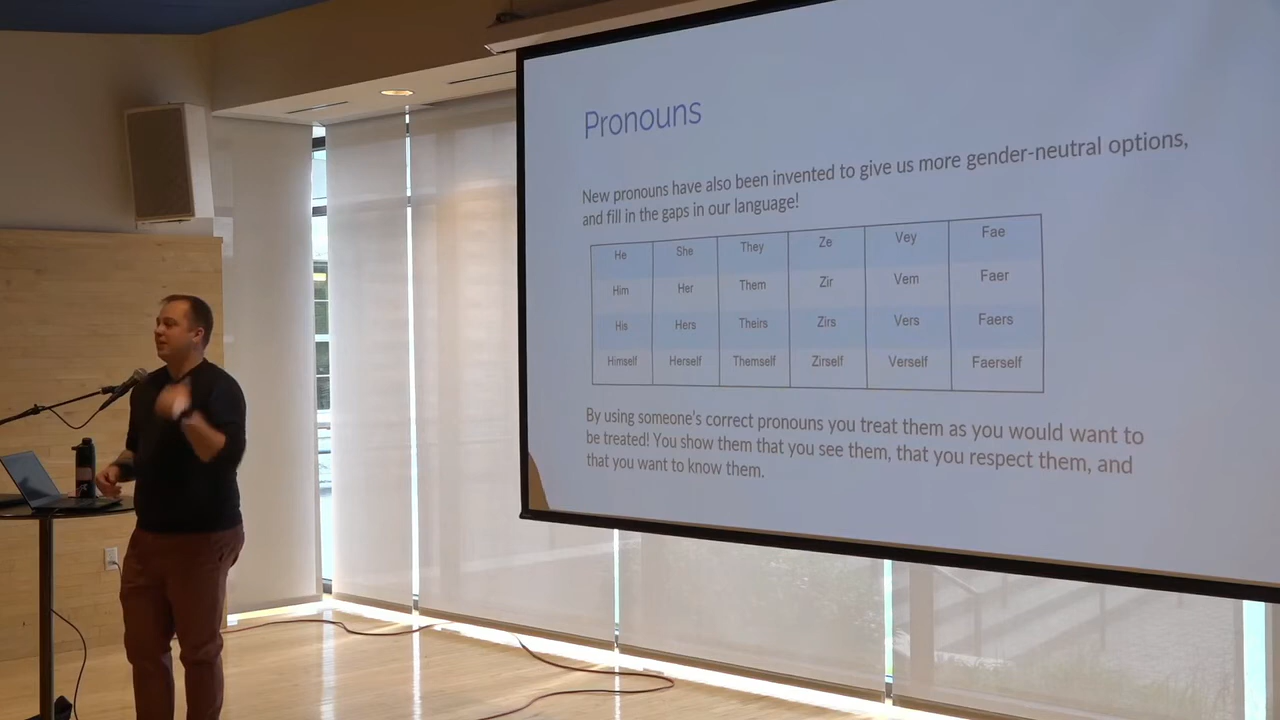 Pronouns
New pronouns have also been invented to give us more gender-neutral options,
and fill in the gaps in our language!
He She They Ze Vey Fae
Him Her Them Zir Vem Faer
His Hers Theirs Zirs Vers Faers
Himself Herself Themself Zirself Verself Faerself
By using someone's correct pronouns you treat them as you would want to
be treated! You show them that you see them, that you respect them, and
that you want to know them.